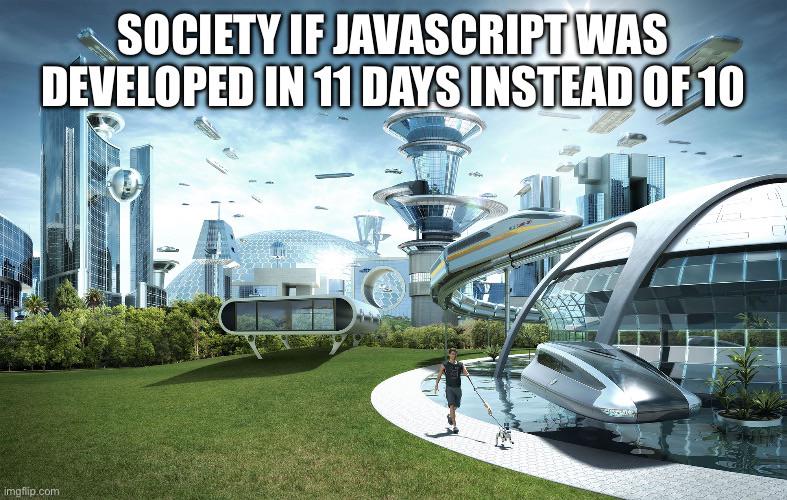 SOCIETY IF JAVASCRIPT WAS
DEVELOPED IN 11 DAYS INSTEAD OF 10
imgflip.com